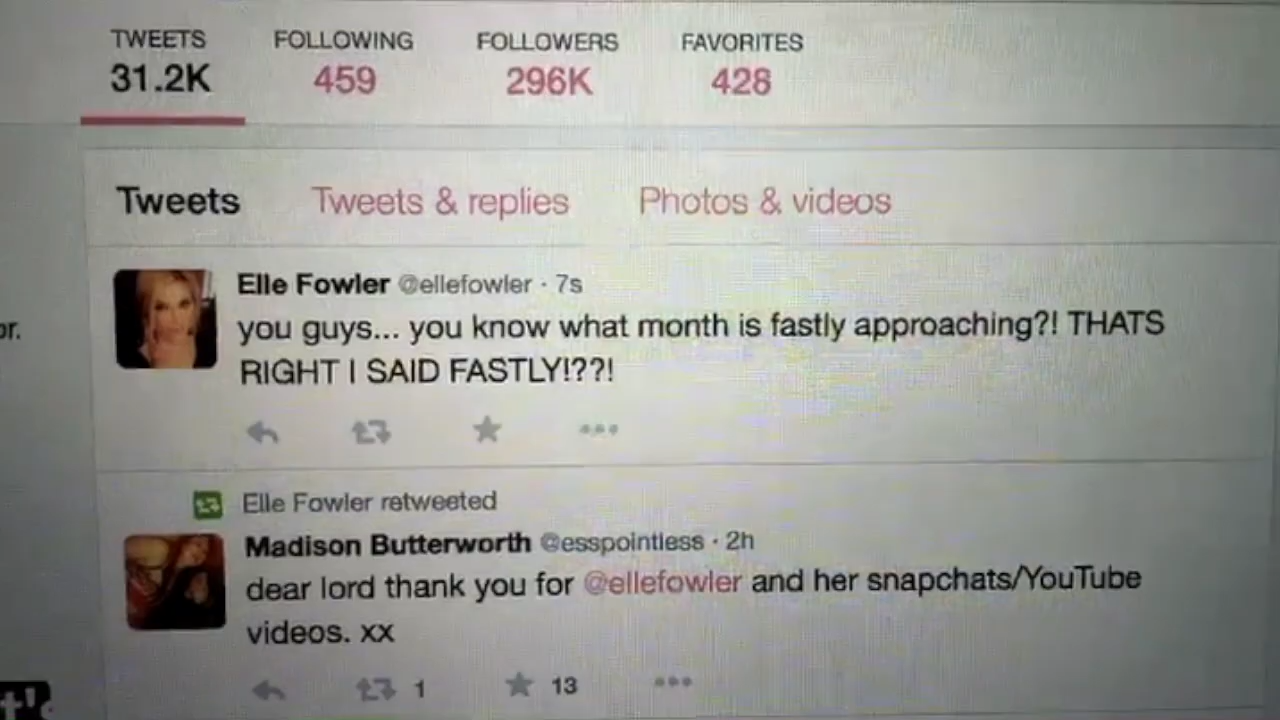 TWEETS FOLLOWING FOLLOWERS FAVORITES
31.2K 459 296K 428
Tweets Tweets & replies Photos & videos
Elle Fowler @ellefowler · 7s
you guys... you know what month is fastly approaching?! THATS
RIGHT I SAID FASTLY!??!
or.
Elle Fowler retweeted
Madison Butterworth @esspointless · 2h
dear lord thank you for @ellefowler and her snapchats/YouTube
videos. xx
1 13